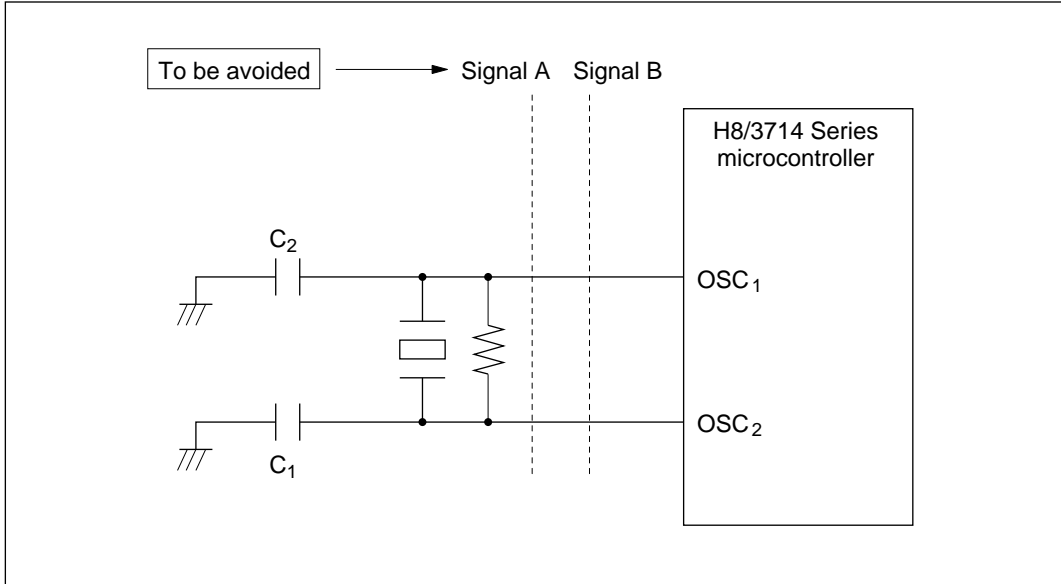 To be avoided
Signal A
Signal B
H8/3714 Series
microcontroller
C2
OSC1
OSC2
C1